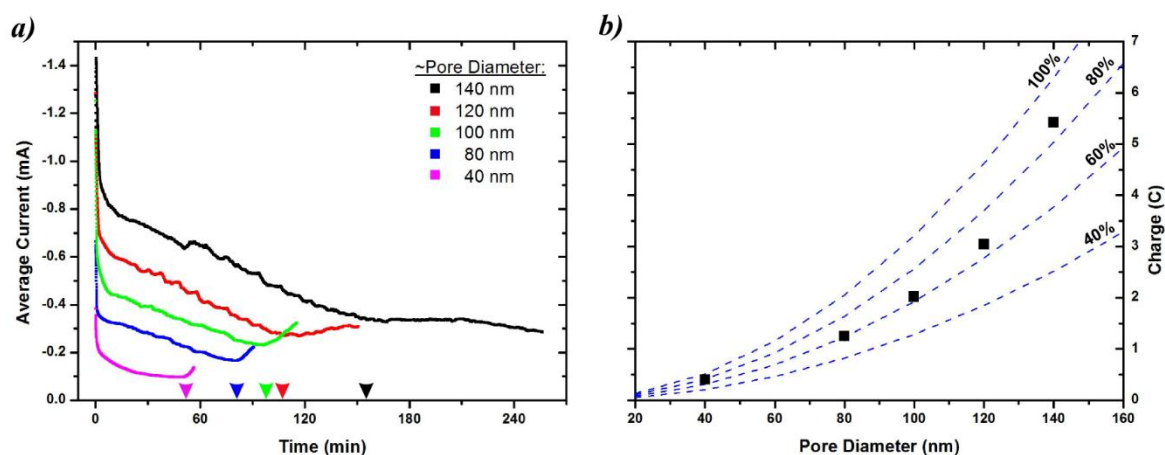 a)
-1.4
-1.2
-1.0
-0.8
-0.6
-0.4
-0.2
0.0
Average Current (mA)
~Pore Diameter:
140 nm
120 nm
100 nm
80 nm
40 nm
0 60 120 180 240
Time (min)
b)
100%
80%
60%
40%
7
6
5
4
3
2
1
0
Charge (C)
20 40 60 80 100 120 140 160
Pore Diameter (nm)